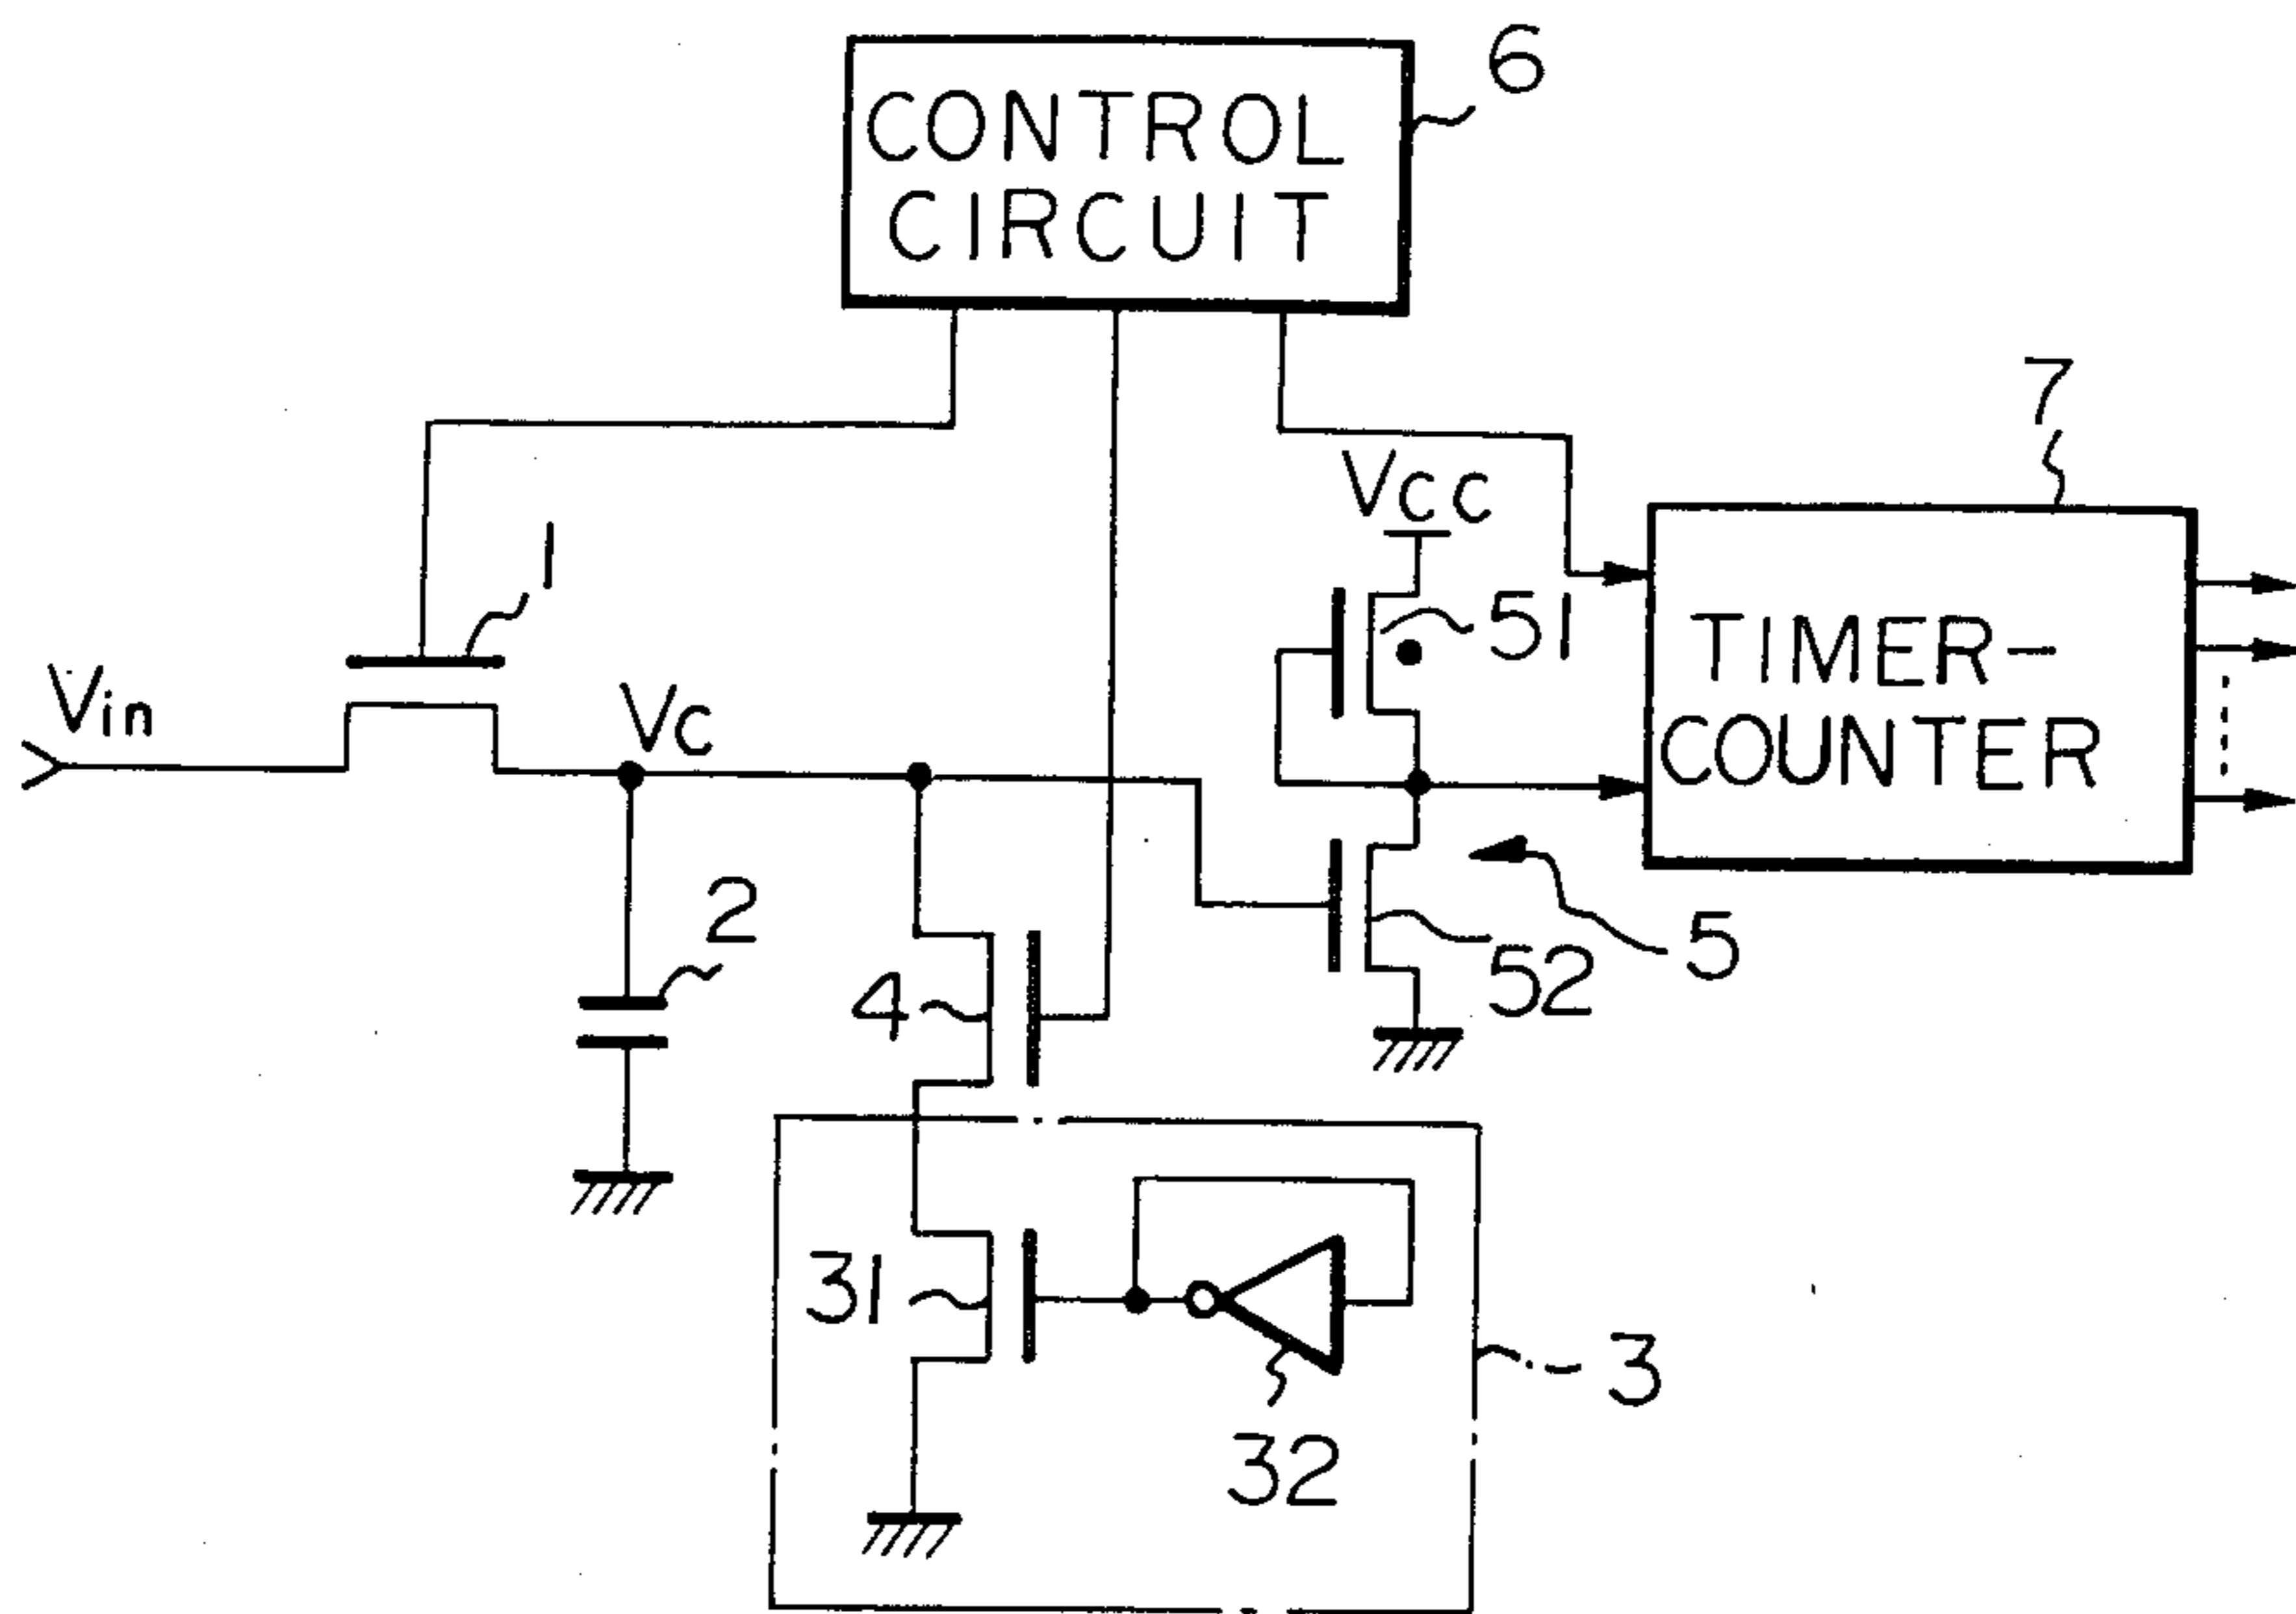 6
CONTROL
CIRCUIT
7
VCC
1
51
TIMER-
COUNTER
Vin
VC
2
4
52
5
31
3
32